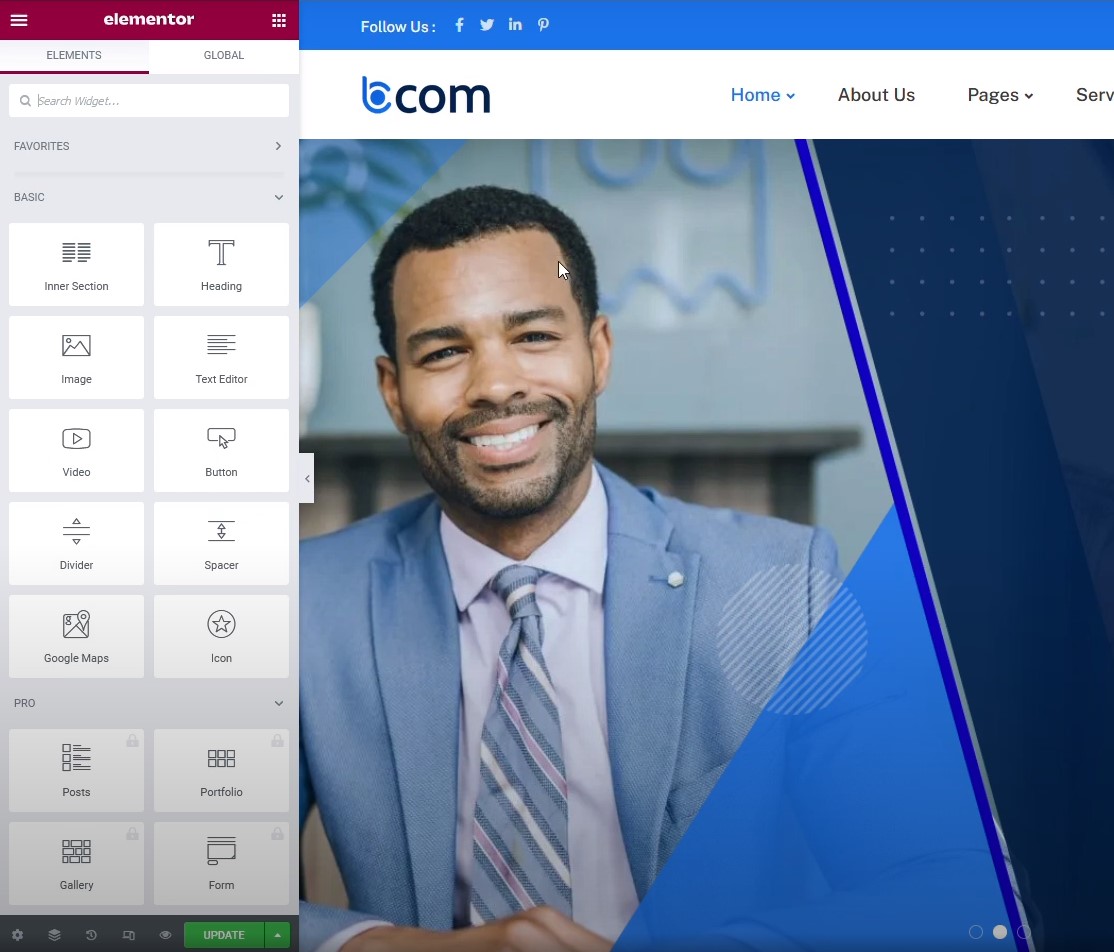 elementor
ELEMENTS GLOBAL
Search Widget...
FAVORITES
BASIC
Inner Section Heading
Image Text Editor
Video Button
Divider Spacer
Google Maps Icon
PRO
Posts Portfolio
Gallery Form
UPDATE
Follow Us :
bcom
Home About Us Pages Serv